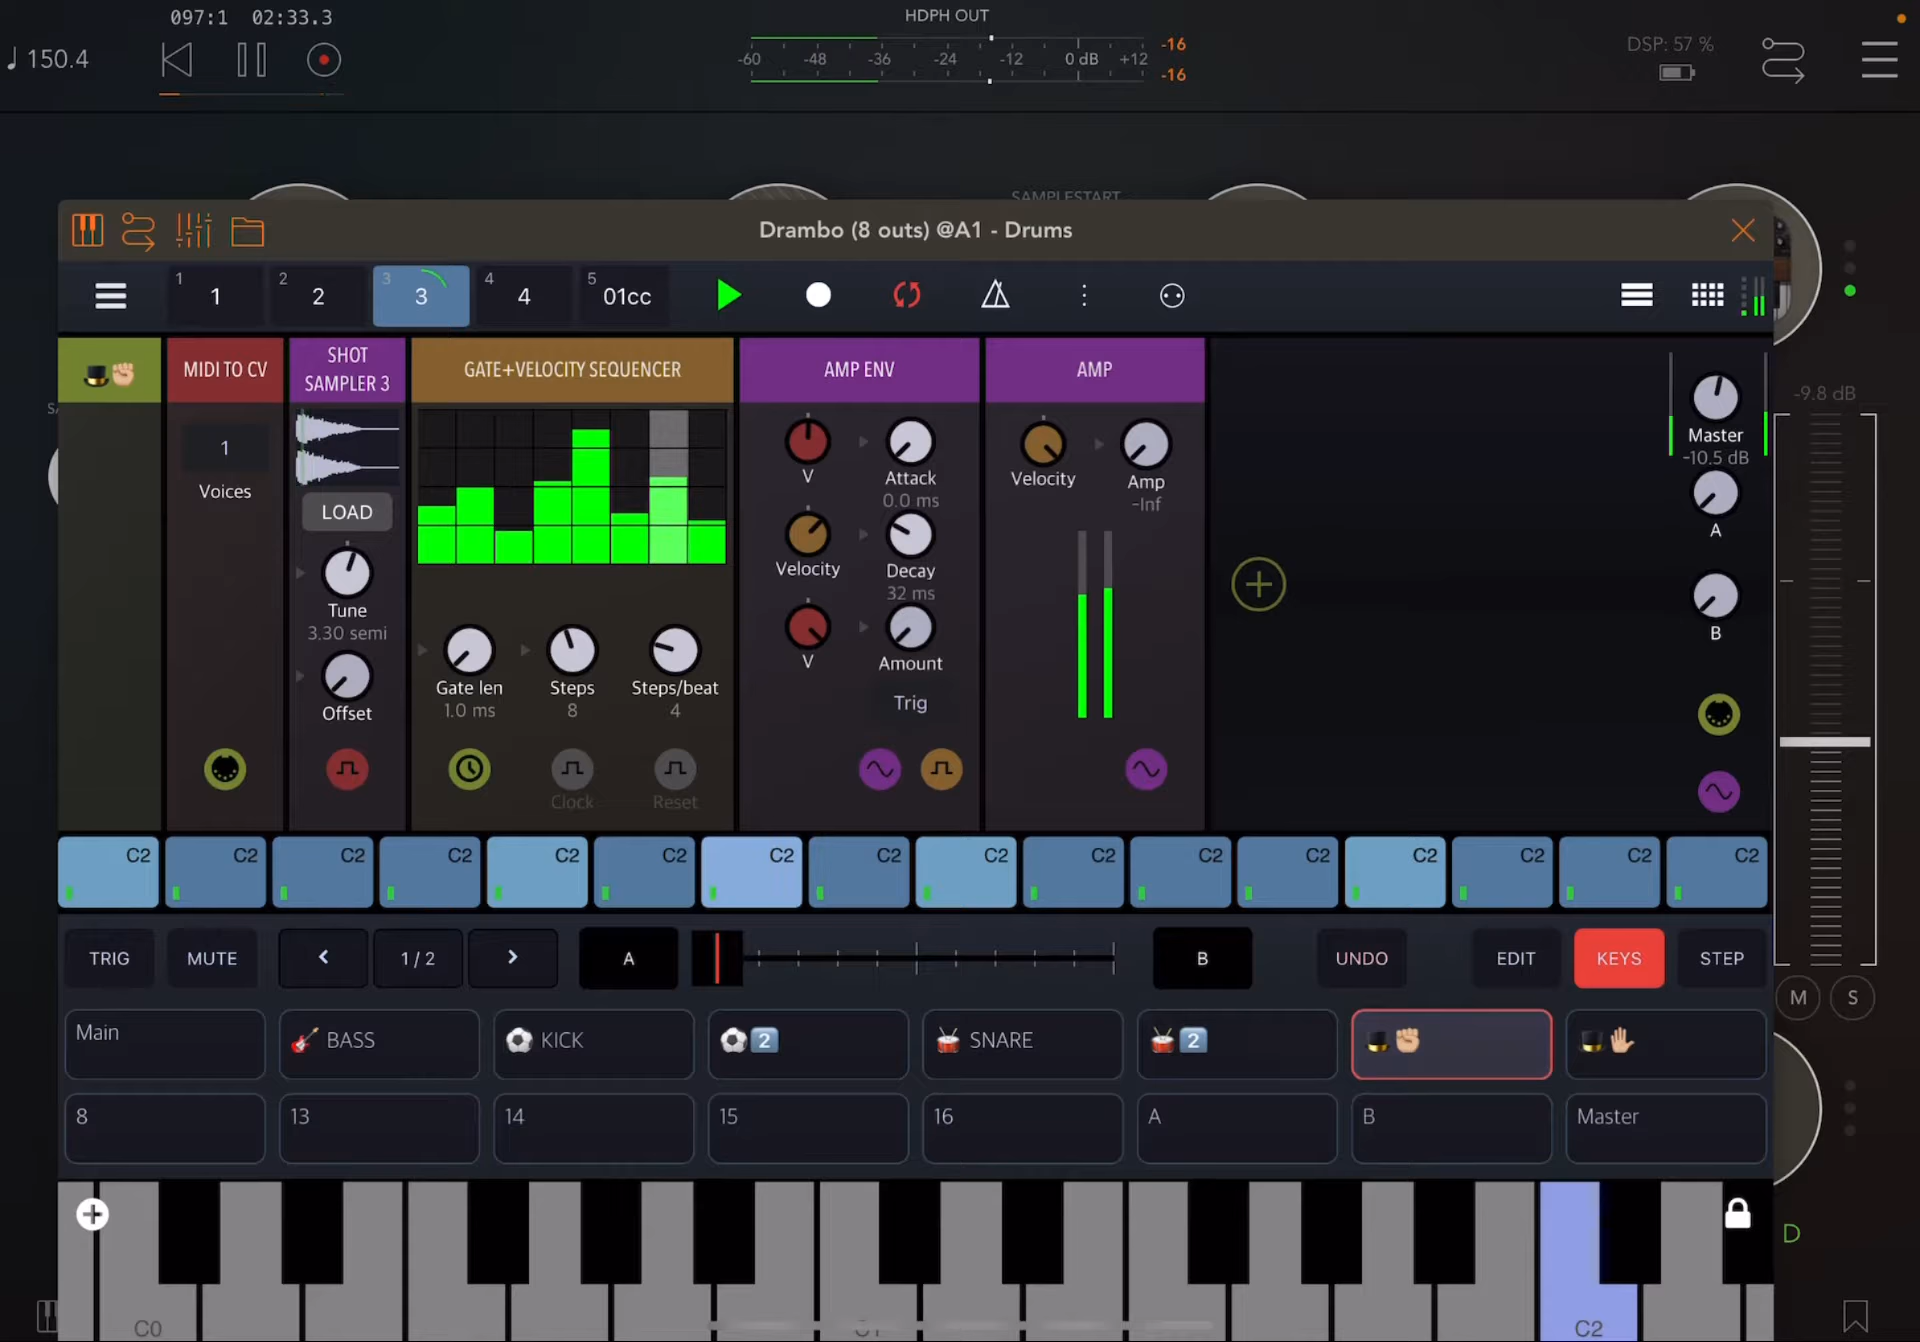 097:1 02:33.3
HDPH OUT
♩150.4
-60 -48 -36 -24 -12 0 dB +12
-16
-16
DSP: 57 %
SAMPLESTART
Drambo (8 outs) @A1 - Drums
1 1
2 2
3 3
4 4
5 01cc
MIDI TO CV
SHOT
SAMPLER 3
GATE+VELOCITY SEQUENCER
AMP ENV
AMP
1
Voices
LOAD
Tune
3.30 semi
Offset
Gate len
1.0 ms
Steps
8
Steps/beat
4
Clock
Reset
V
Attack
0.0 ms
Velocity
Decay
32 ms
V
Amount
Trig
Velocity
Amp
-Inf
Master
-10.5 dB
A
B
-9.8 dB
C2 C2 C2 C2 C2 C2 C2 C2 C2 C2 C2 C2 C2 C2 C2 C2
TRIG MUTE < 1 / 2 > A B UNDO EDIT KEYS STEP
M S
Main BASS KICK 2 SNARE 2
8 13 14 15 16 A B Master
D
C0 C2